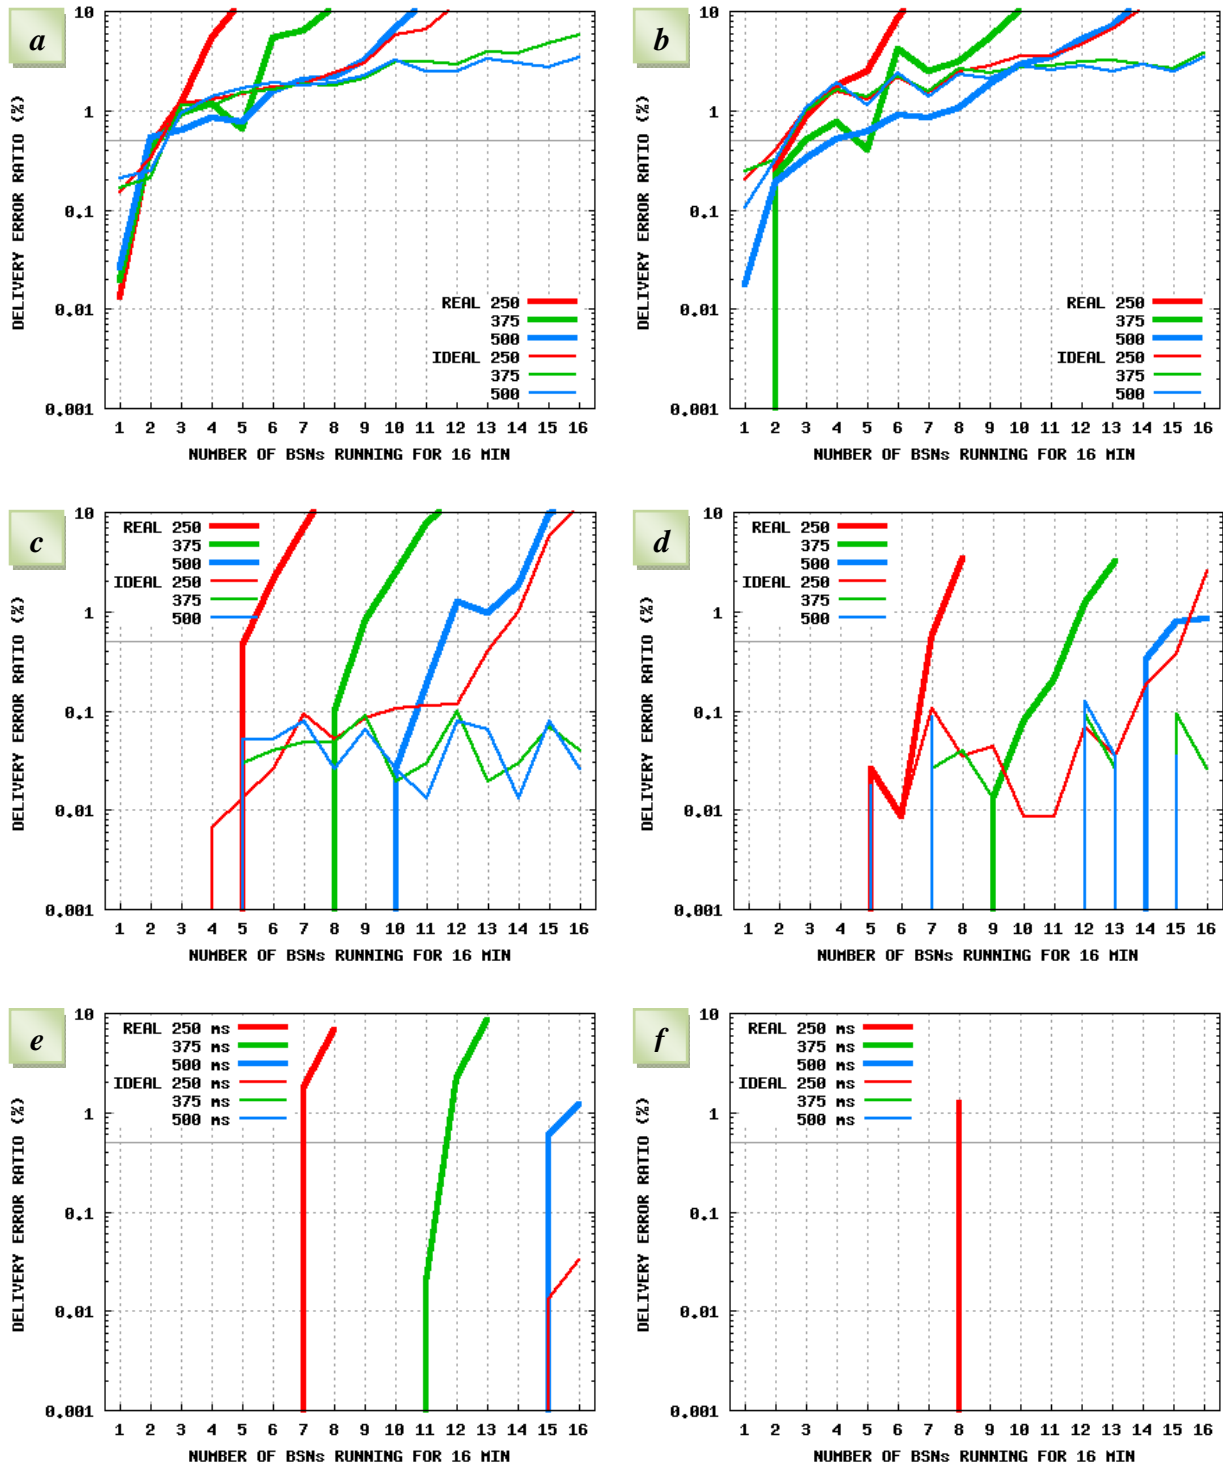 a
DELIVERY ERROR RATIO (%)
10
1
0.1
0.01
0.001
REAL 250
375
500
IDEAL 250
375
500
1 2 3 4 5 6 7 8 9 10 11 12 13 14 15 16
NUMBER OF BSNs RUNNING FOR 16 MIN
b
DELIVERY ERROR RATIO (%)
10
1
0.1
0.01
0.001
REAL 250
375
500
IDEAL 250
375
500
1 2 3 4 5 6 7 8 9 10 11 12 13 14 15 16
NUMBER OF BSNs RUNNING FOR 16 MIN
c
DELIVERY ERROR RATIO (%)
10
1
0.1
0.01
0.001
REAL 250
375
500
IDEAL 250
375
500
1 2 3 4 5 6 7 8 9 10 11 12 13 14 15 16
NUMBER OF BSNs RUNNING FOR 16 MIN
d
DELIVERY ERROR RATIO (%)
10
1
0.1
0.01
0.001
REAL 250
375
500
IDEAL 250
375
500
1 2 3 4 5 6 7 8 9 10 11 12 13 14 15 16
NUMBER OF BSNs RUNNING FOR 16 MIN
e
DELIVERY ERROR RATIO (%)
10
1
0.1
0.01
0.001
REAL 250 ms
375 ms
500 ms
IDEAL 250 ms
375 ms
500 ms
1 2 3 4 5 6 7 8 9 10 11 12 13 14 15 16
NUMBER OF BSNs RUNNING FOR 16 MIN
f
DELIVERY ERROR RATIO (%)
10
1
0.1
0.01
0.001
REAL 250 ms
375 ms
500 ms
IDEAL 250 ms
375 ms
500 ms
1 2 3 4 5 6 7 8 9 10 11 12 13 14 15 16
NUMBER OF BSNs RUNNING FOR 16 MIN